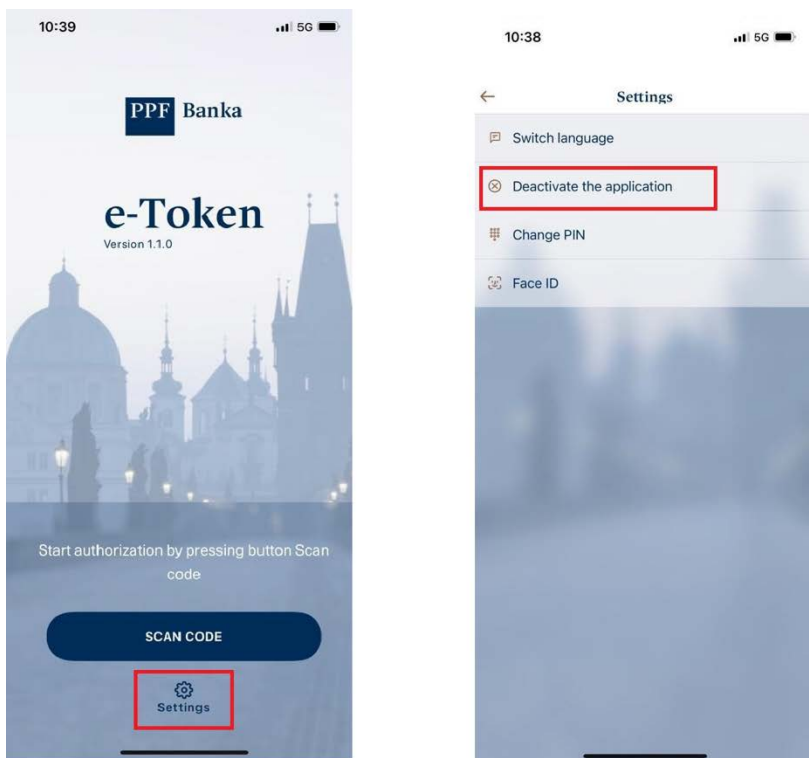 10:39
5G
PPF Banka
e-Token
Version 1.1.0
Start authorization by pressing button Scan
code
SCAN CODE
Settings
10:38
5G
Settings
Switch language
Deactivate the application
Change PIN
Face ID